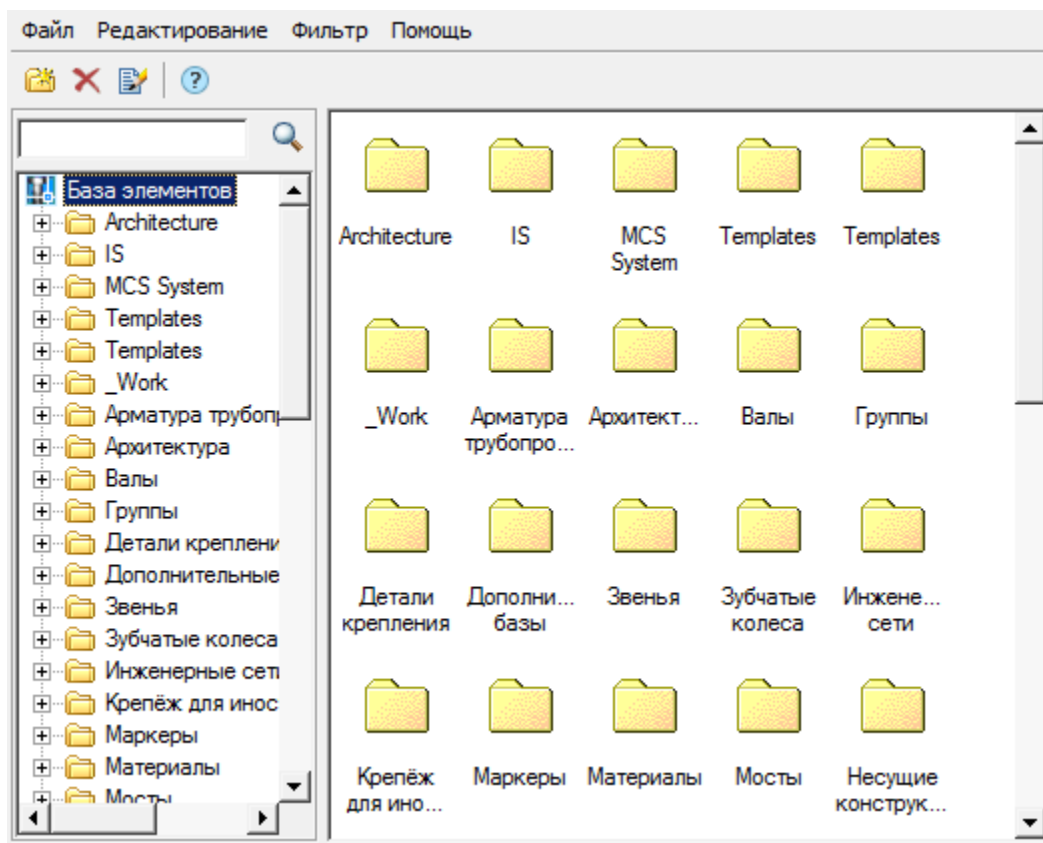 Файл Редактирование Фильтр Помощь
База элементов
Architecture
IS
MCS System
Templates
Templates
_Work
Арматура трубопр
Архитектура
Валы
Группы
Детали креплени
Дополнительные
Звенья
Зубчатые колеса
Инженерные сети
Крепёж для инос
Маркеры
Материалы
Мосты
Architecture IS MCS Templates Templates
System
_Work Арматура Архитект... Валы Группы
трубопро...
Детали Дополни... Звенья Зубчатые Инжене...
крепления базы колеса сети
Крепёж Маркеры Материалы Мосты Несущие
для ино... конструк...